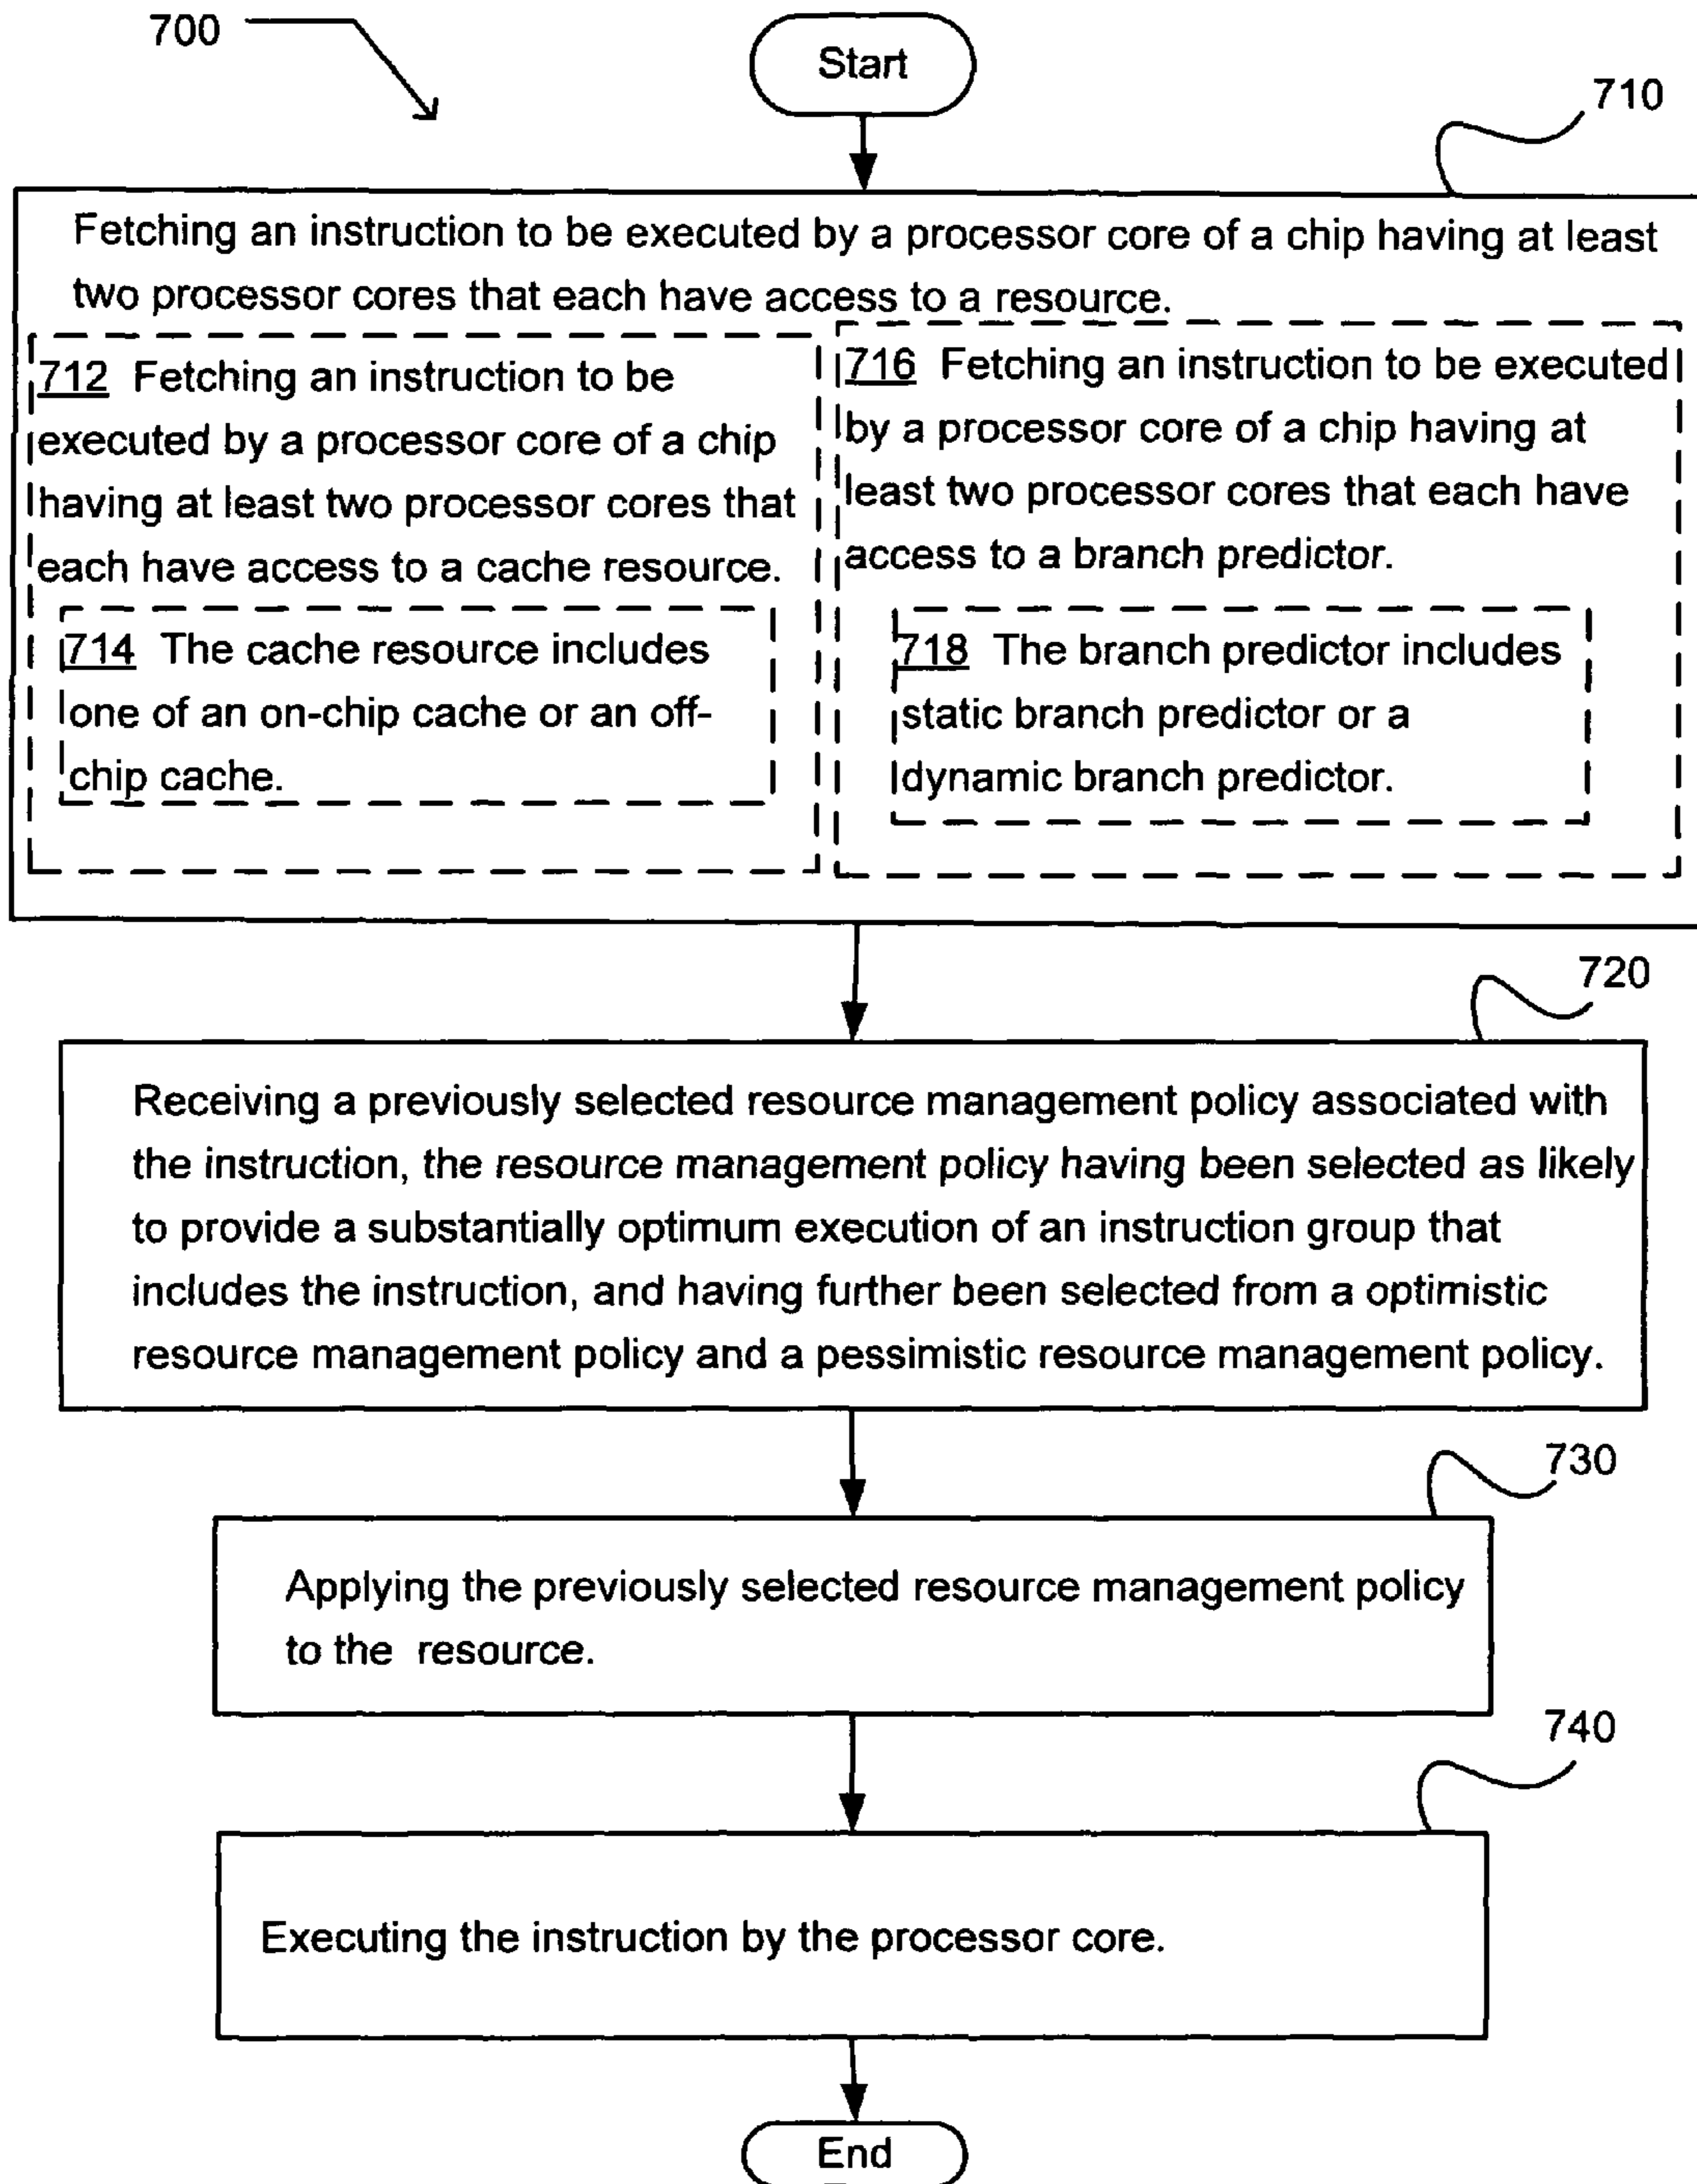 700
Start
710
Fetching an instruction to be executed by a processor core of a chip having at least
two processor cores that each have access to a resource.
712 Fetching an instruction to be
executed by a processor core of a chip
having at least two processor cores that
each have access to a cache resource.
714 The cache resource includes
one of an on-chip cache or an off-
chip cache.
716 Fetching an instruction to be executed
by a processor core of a chip having at
least two processor cores that each have
access to a branch predictor.
718 The branch predictor includes
static branch predictor or a
dynamic branch predictor.
720
Receiving a previously selected resource management policy associated with
the instruction, the resource management policy having been selected as likely
to provide a substantially optimum execution of an instruction group that
includes the instruction, and having further been selected from a optimistic
resource management policy and a pessimistic resource management policy.
730
Applying the previously selected resource management policy
to the resource.
740
Executing the instruction by the processor core.
End